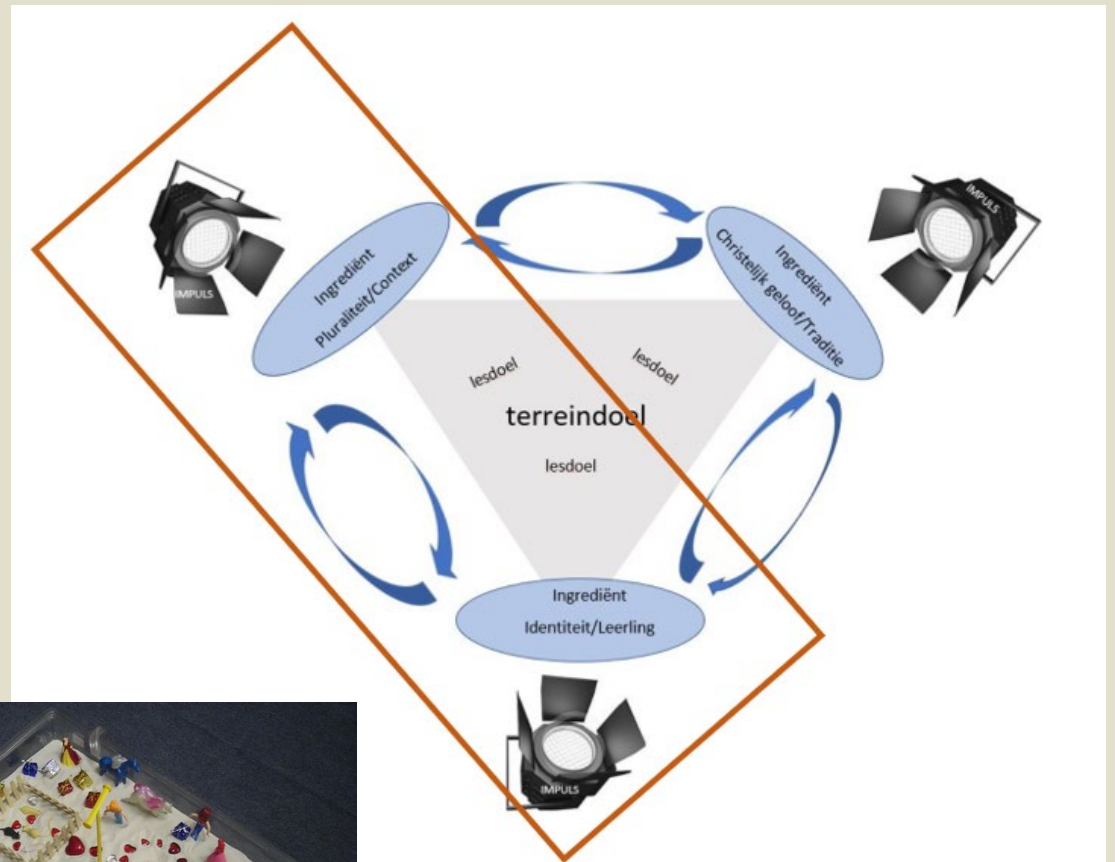 IMPULS
IMPULS
Ingrediënt
Pluraliteit/Context
Ingrediënt
Christelijk geloof/Traditie
lesdoel
lesdoel
terreindoel
lesdoel
Ingrediënt
Identiteit/Leerling
IMPULS